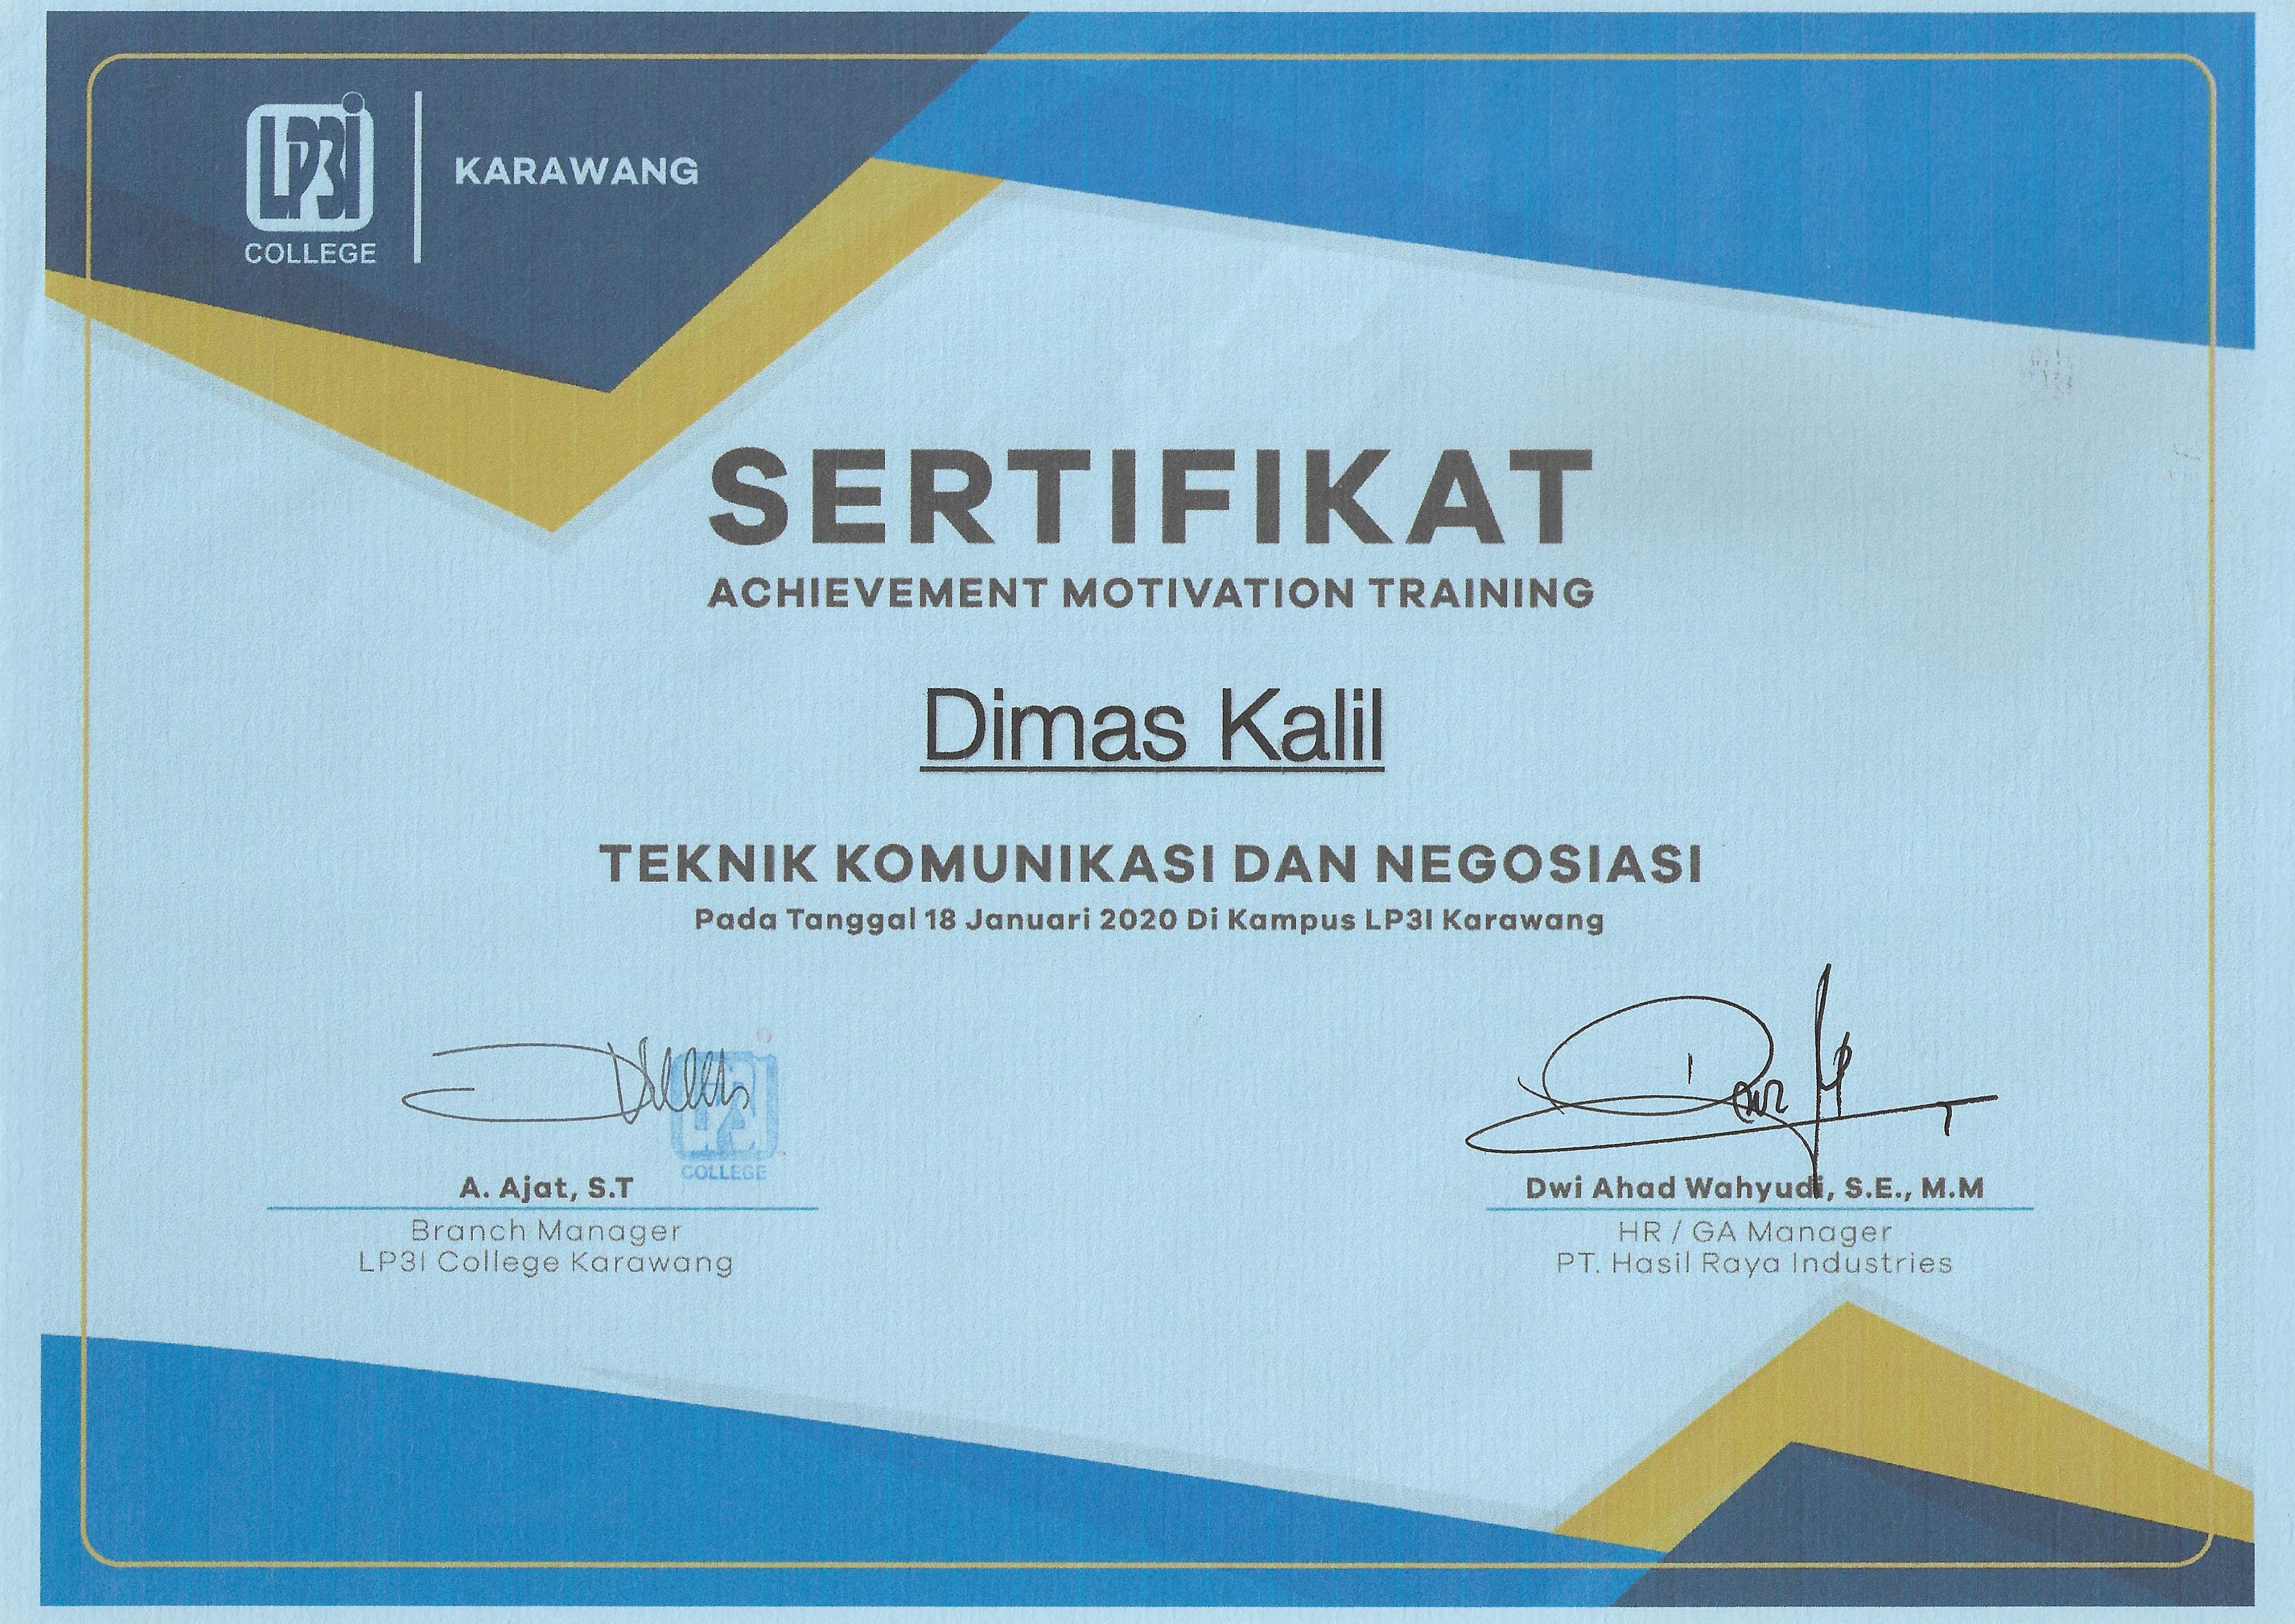 LP3I
COLLEGE
KARAWANG
SERTIFIKAT
ACHIEVEMENT MOTIVATION TRAINING
Dimas Kalil
TEKNIK KOMUNIKASI DAN NEGOSIASI
Pada Tanggal 18 Januari 2020 Di Kampus LP3I Karawang
LP3I
COLLEGE
A. Ajat, S.T
Branch Manager
LP3I College Karawang
Dwi Ahad Wahyudi, S.E., M.M
HR / GA Manager
PT. Hasil Raya Industries